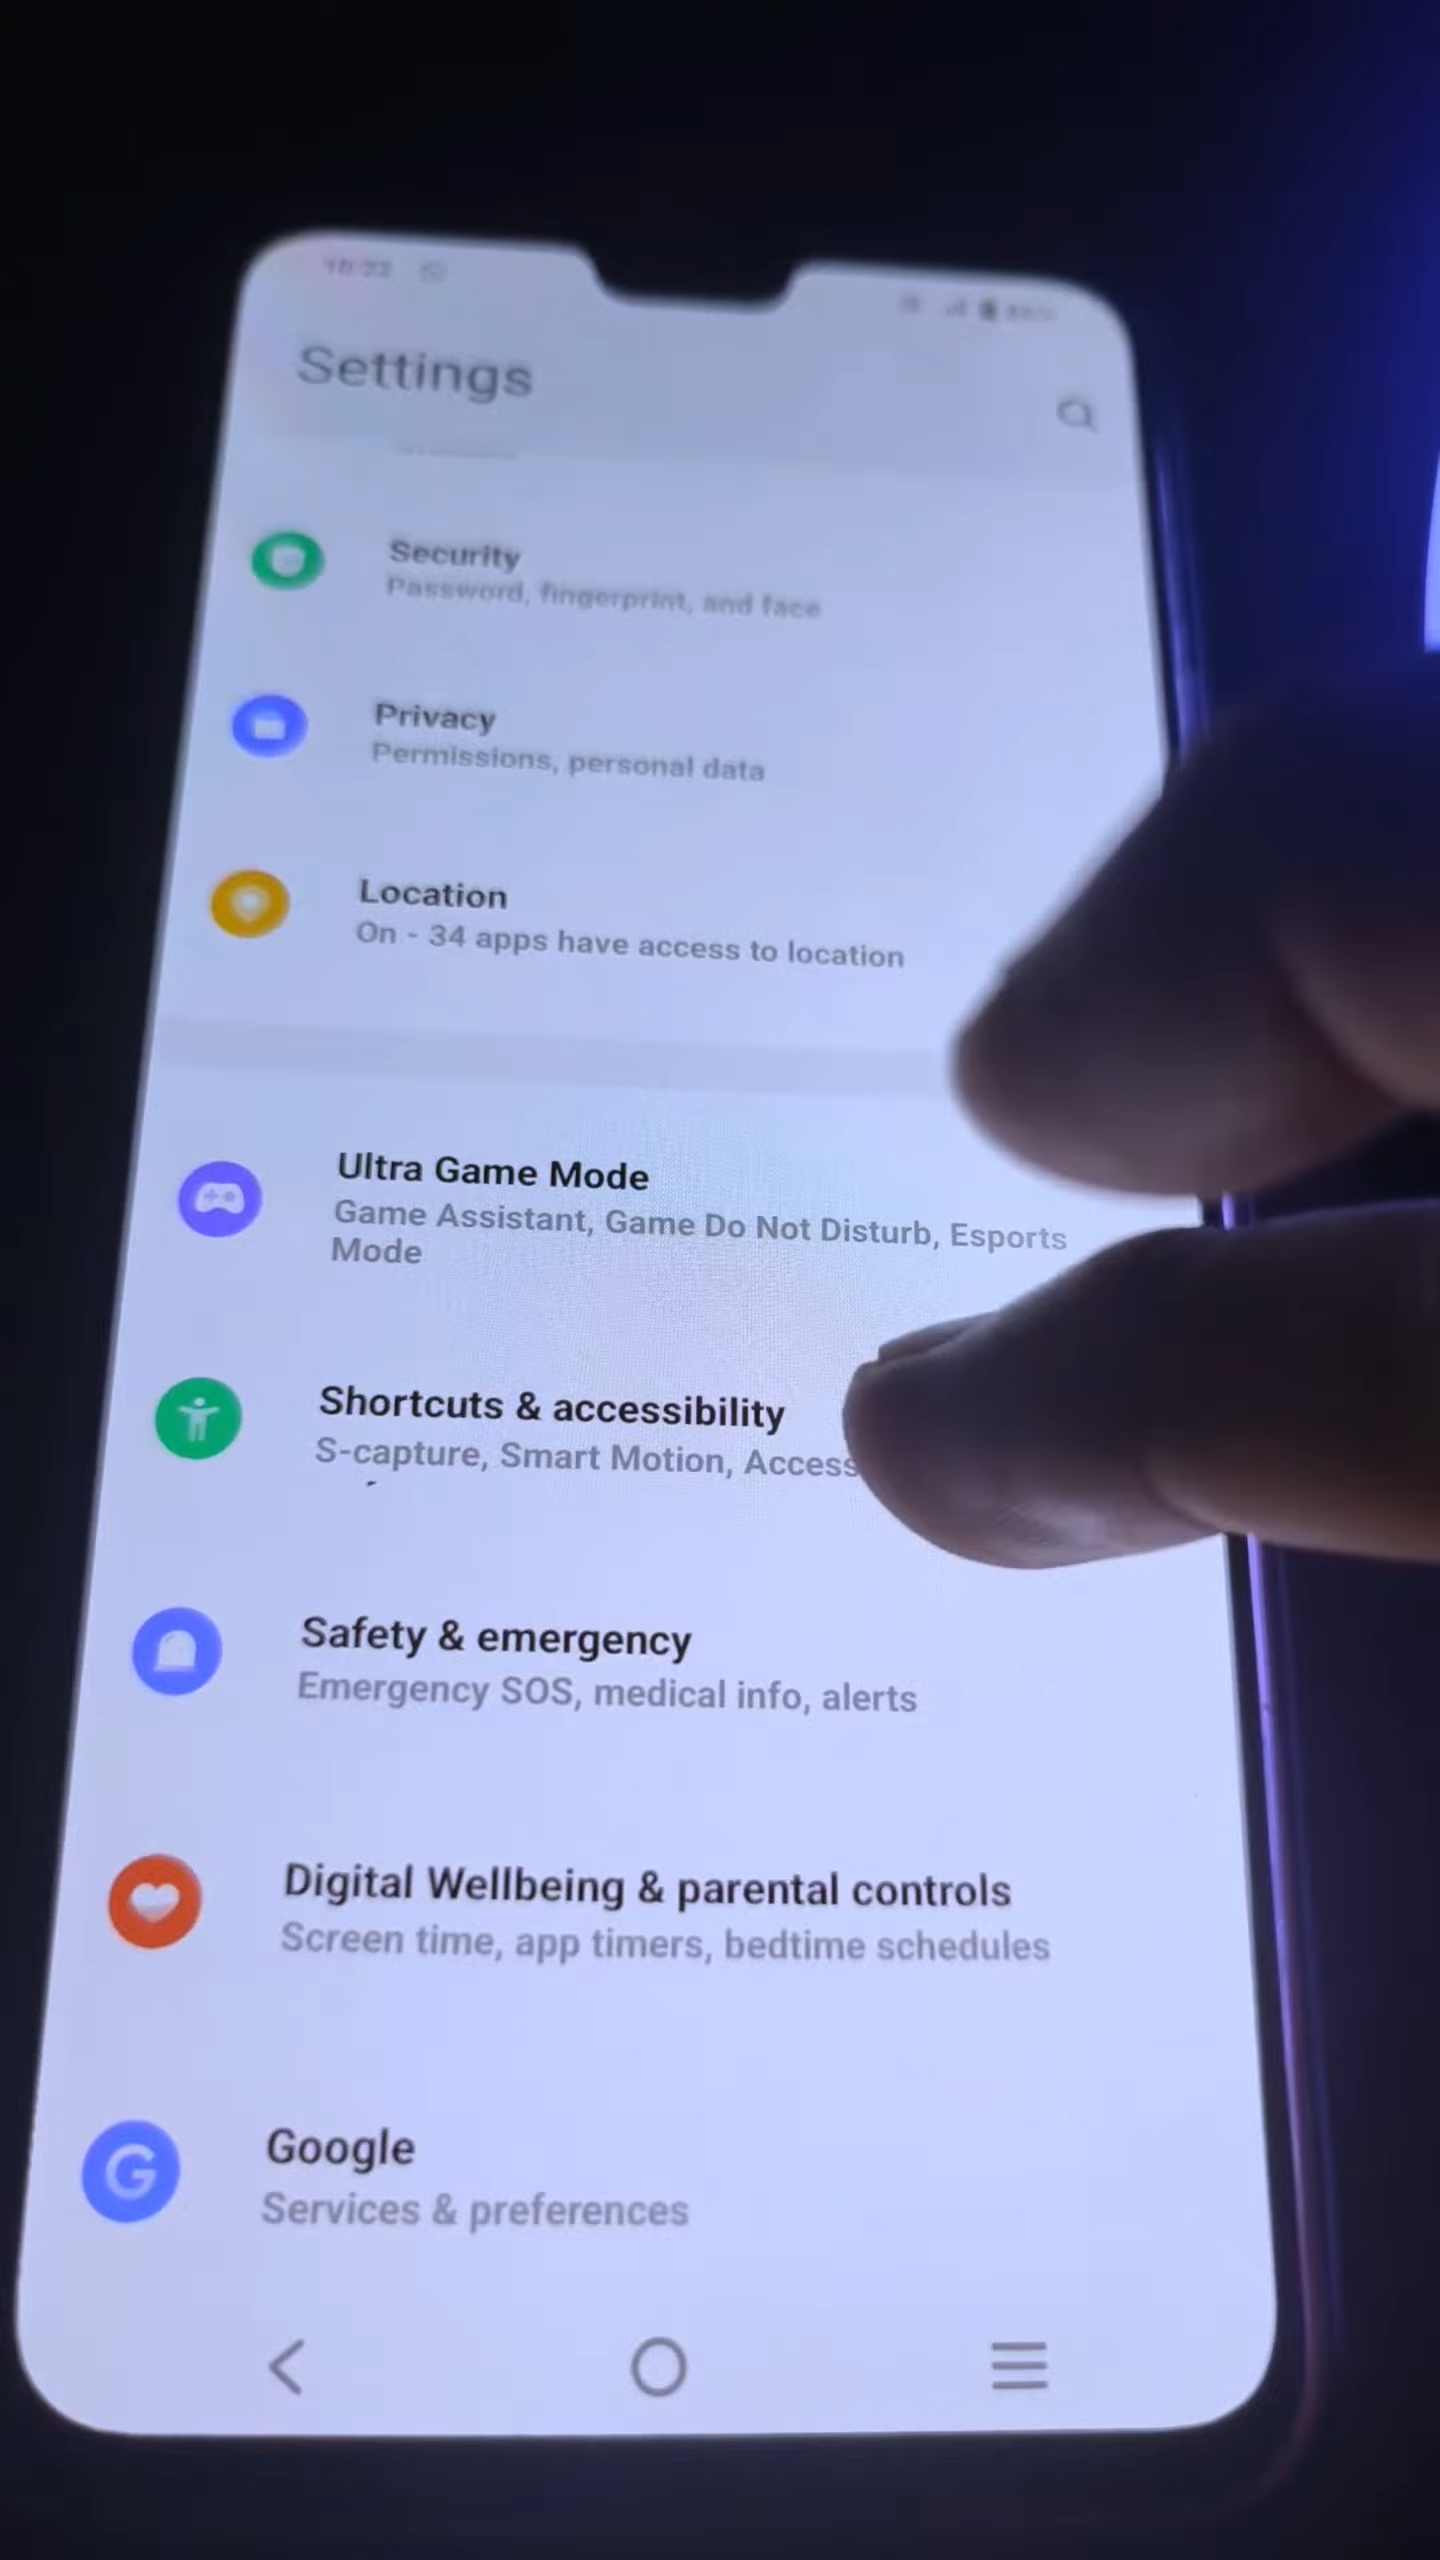 10:22
Settings
Security
Password, fingerprint, and face
Privacy
Permissions, personal data
Location
On - 34 apps have access to location
Ultra Game Mode
Game Assistant, Game Do Not Disturb, Esports
Mode
Shortcuts & accessibility
S-capture, Smart Motion, Access
Safety & emergency
Emergency SOS, medical info, alerts
Digital Wellbeing & parental controls
Screen time, app timers, bedtime schedules
G
Google
Services & preferences